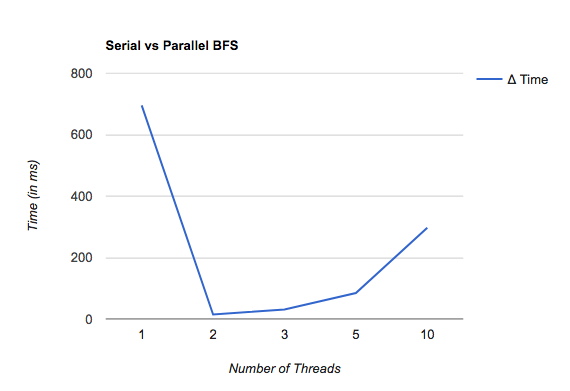 Serial vs Parallel BFS
800
600
400
200
0
Time (in ms)
1 2 3 5 10
Number of Threads
Δ Time